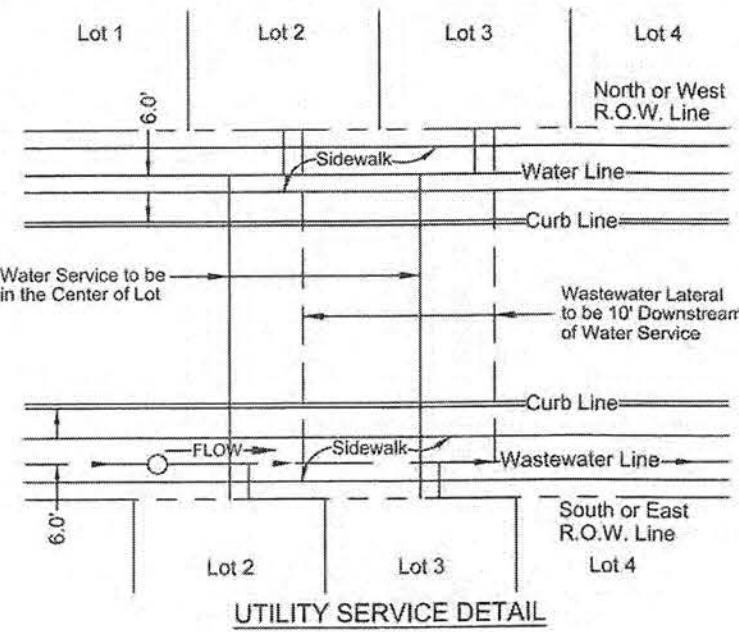 Lot 1
Lot 2
Lot 3
Lot 4
North or West
R.O.W. Line
6.0'
Sidewalk
Water Line
Curb Line
Water Service to be
in the Center of Lot
Wastewater Lateral
to be 10' Downstream
of Water Service
Curb Line
FLOW
Sidewalk
Wastewater Line
6.0'
South or East
R.O.W. Line
Lot 2
Lot 3
Lot 4
UTILITY SERVICE DETAIL